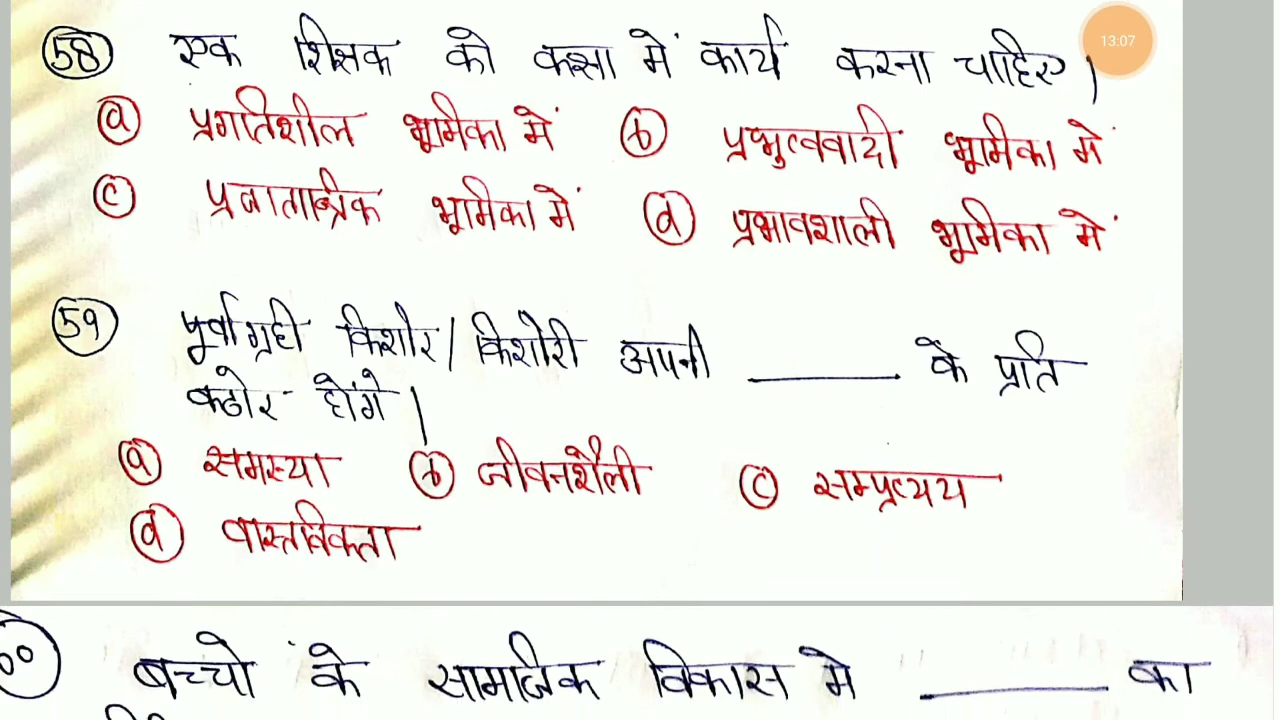 13:07
58 एक शिक्षक को कक्षा में कार्य करना चाहिए।
a प्रगतिशील भूमिका में b प्रभुत्ववादी भूमिका में
c प्रजातान्त्रिक भूमिका में d प्रभावशाली भूमिका में
59 पूर्वाग्रही किशोर/किशोरी अपनी ______ के प्रति
कठोर होंगे।
a समस्या b जीवनशैली c सम्प्रत्यय
d वास्तविकता
बच्चो के सामाजिक विकास मे ______ का